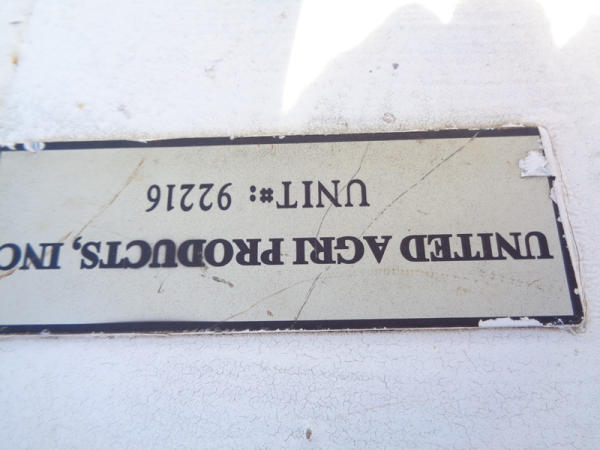 UNITED AGRI PRODUCTS, INC
UNIT#: 92216